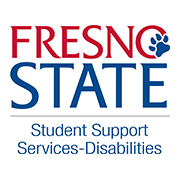 FRESNO
STATE
Student Support
Services-Disabilities